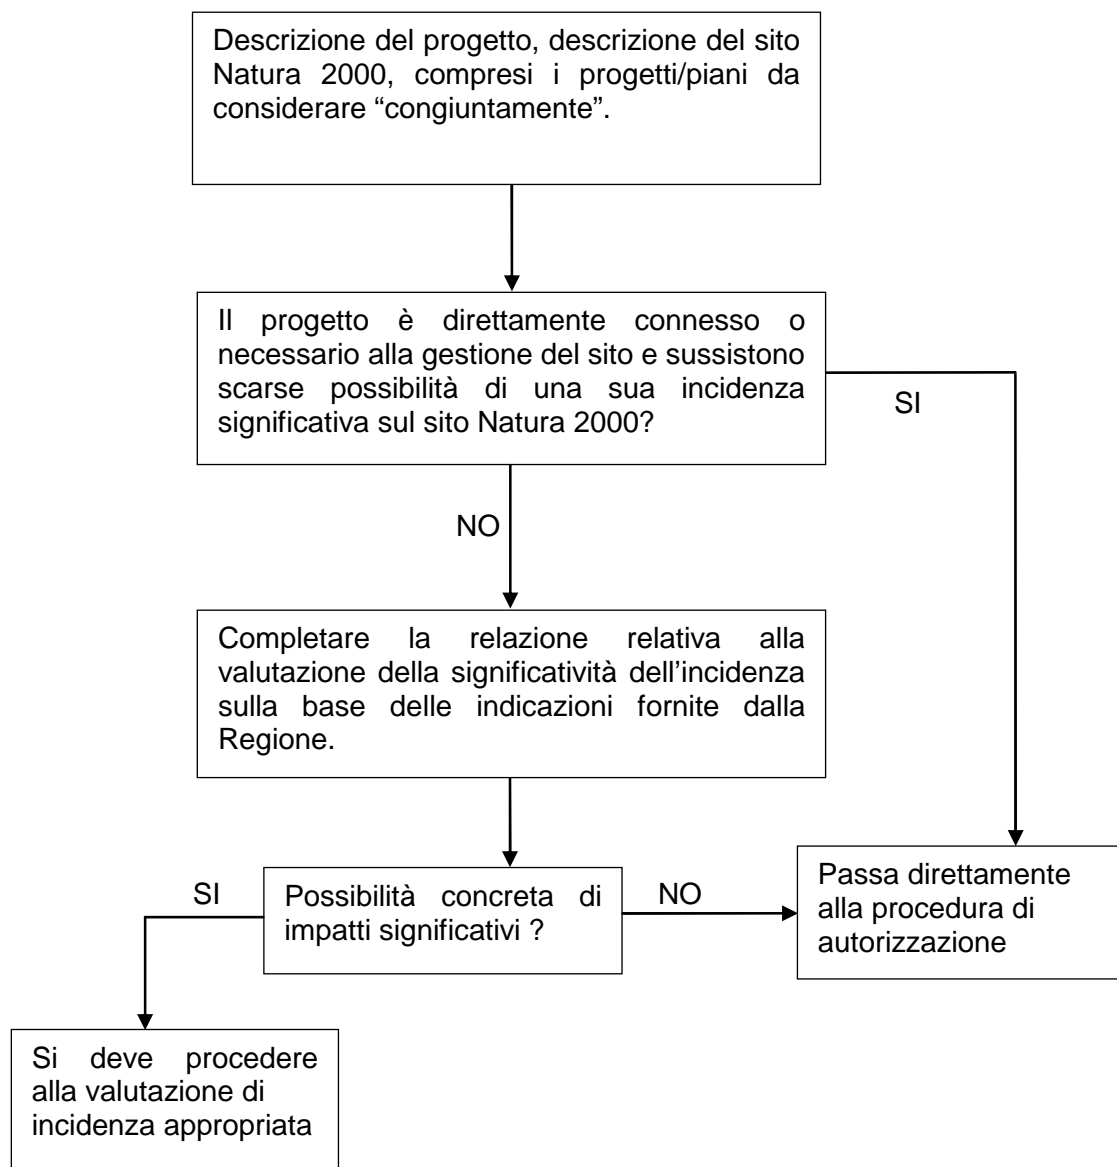 Descrizione del progetto, descrizione del sito
Natura 2000, compresi i progetti/piani da
considerare “congiuntamente”.
Il progetto è direttamente connesso o
necessario alla gestione del sito e sussistono
scarse possibilità di una sua incidenza
significativa sul sito Natura 2000?
SI
NO
Completare la relazione relativa alla
valutazione della significatività dell’incidenza
sulla base delle indicazioni fornite dalla
Regione.
SI
Possibilità concreta di
impatti significativi ?
NO
Passa direttamente
alla procedura di
autorizzazione
Si deve procedere
alla valutazione di
incidenza appropriata